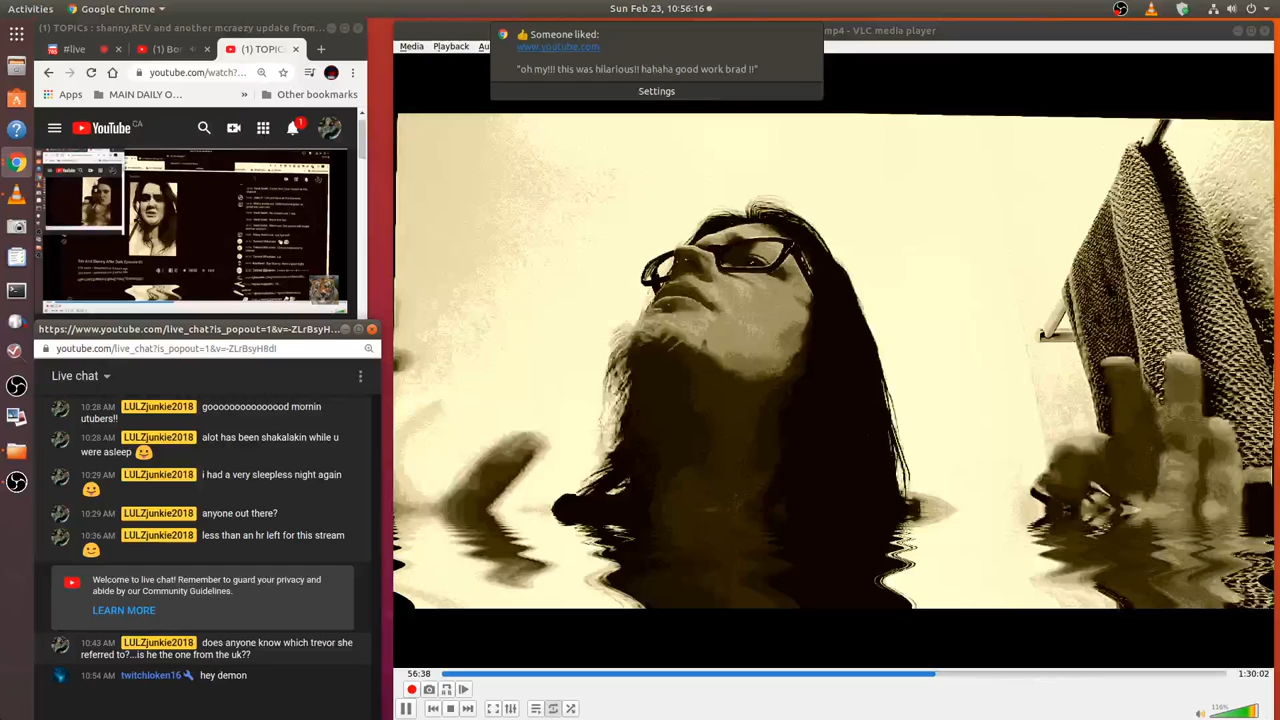 Activities
Google Chrome
Sun Feb 23, 10:56:16
(1) TOPICs : shanny,REV and another mcraezy update from...
#live
(1) Bor
(1) TOPIC
youtube.com/watch?...
Apps
MAIN DAILY O...
»
Other bookmarks
YouTube CA
1
https://www.youtube.com/live_chat?is_popout=1&v=-ZLrBsyH...
youtube.com/live_chat?is_popout=1&v=-ZLrBsyH8dI
Live chat
10:28 AM LULZjunkie2018 gooooooooooooood mornin
utubers!!
10:28 AM LULZjunkie2018 alot has been shakalakin while u
were asleep
10:29 AM LULZjunkie2018 i had a very sleepless night again
10:29 AM LULZjunkie2018 anyone out there?
10:36 AM LULZjunkie2018 less than an hr left for this stream
Welcome to live chat! Remember to guard your privacy and
abide by our Community Guidelines.
LEARN MORE
10:43 AM LULZjunkie2018 does anyone know which trevor she
referred to?...is he the one from the uk??
10:54 AM twitchloken16 hey demon
mp4 - VLC media player
Media Playback Au
Someone liked:
www.youtube.com
"oh my!!! this was hilarious!! hahaha good work brad !!"
Settings
56:38
1:30:02
116%